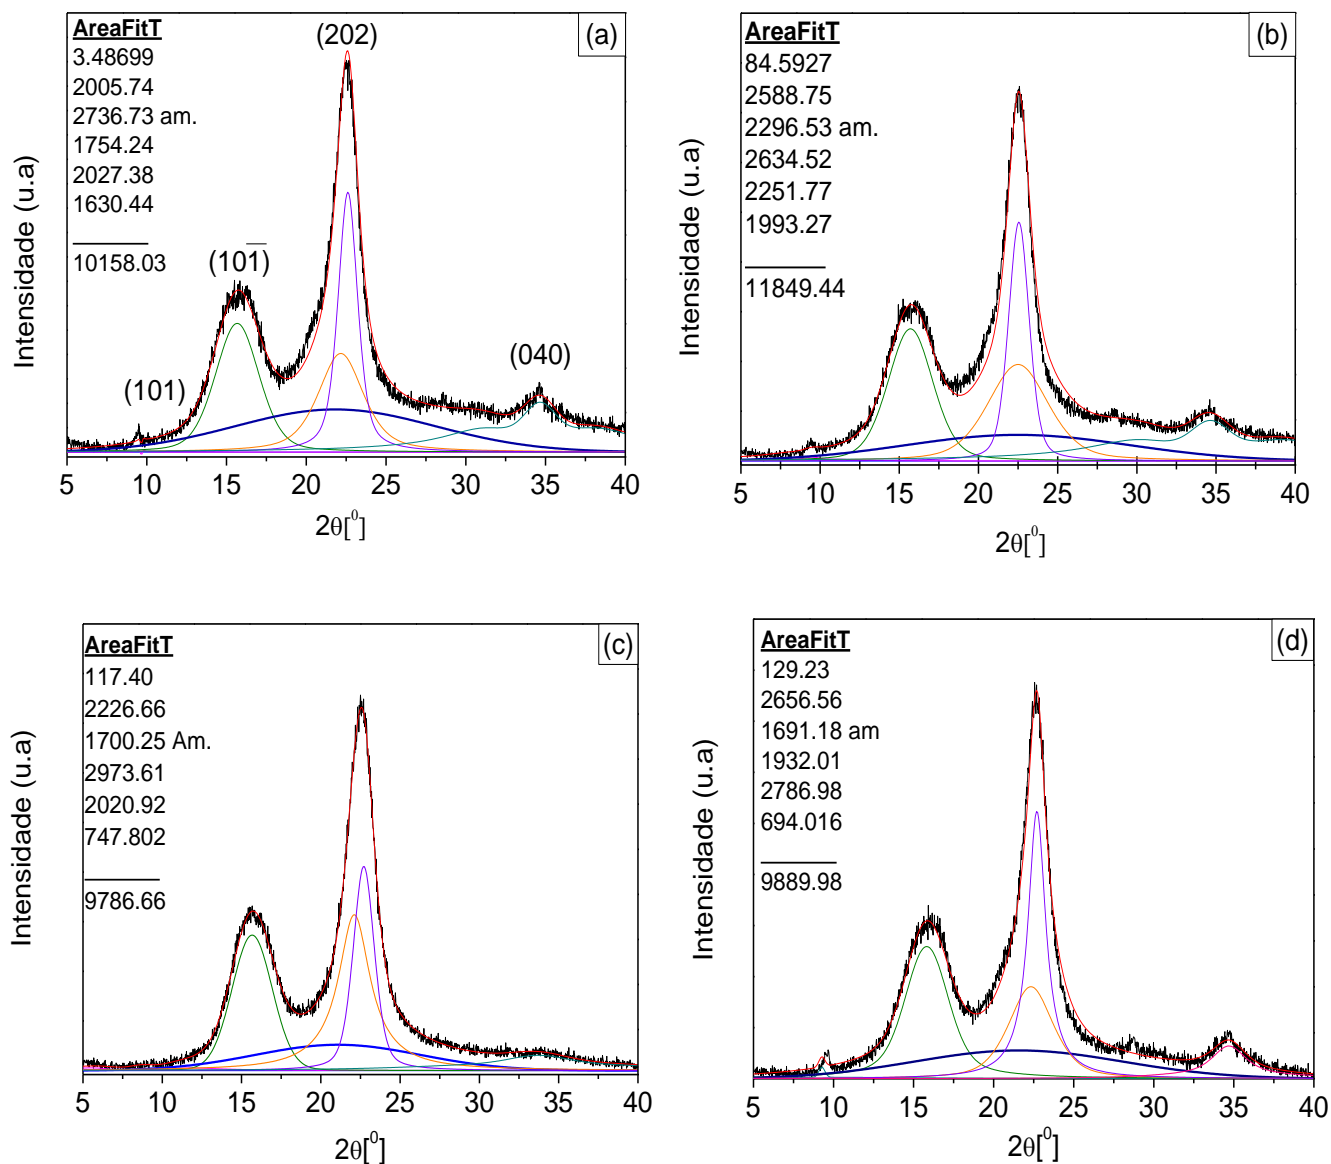 (a)
AreaFitT
3.48699
2005.74
2736.73 am.
1754.24
2027.38
1630.44
10158.03
(202)
(101̅)
(101)
(040)
Intensidade (u.a)
5 10 15 20 25 30 35 40
2θ[⁰]
(b)
AreaFitT
84.5927
2588.75
2296.53 am.
2634.52
2251.77
1993.27
11849.44
Intensidade (u.a)
5 10 15 20 25 30 35 40
2θ[⁰]
(c)
AreaFitT
117.40
2226.66
1700.25 Am.
2973.61
2020.92
747.802
9786.66
Intensidade (u.a)
5 10 15 20 25 30 35 40
2θ[⁰]
(d)
AreaFitT
129.23
2656.56
1691.18 am
1932.01
2786.98
694.016
9889.98
Intensidade (u.a)
5 10 15 20 25 30 35 40
2θ[⁰]